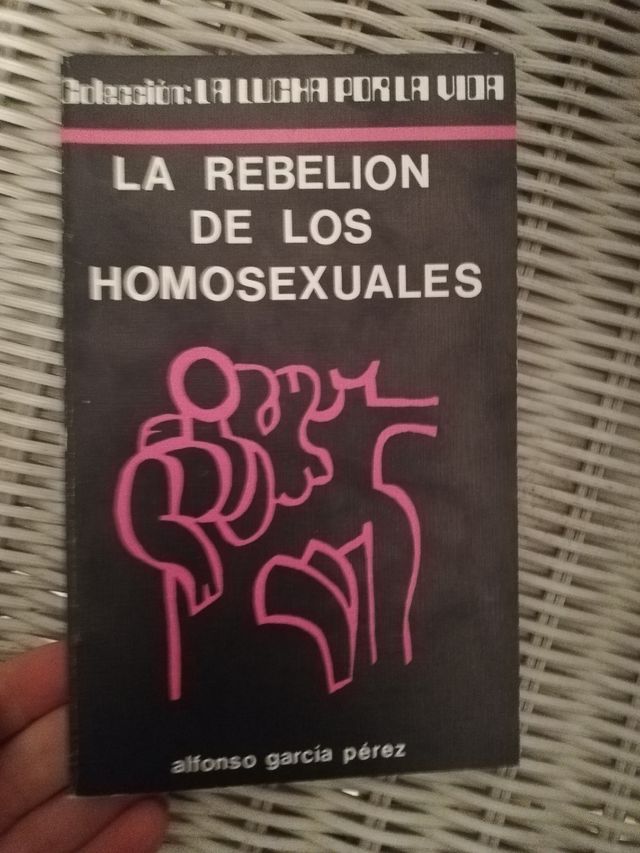 Colección: LA LUCHA POR LA VIDA
LA REBELION
DE LOS
HOMOSEXUALES
alfonso garcía pérez